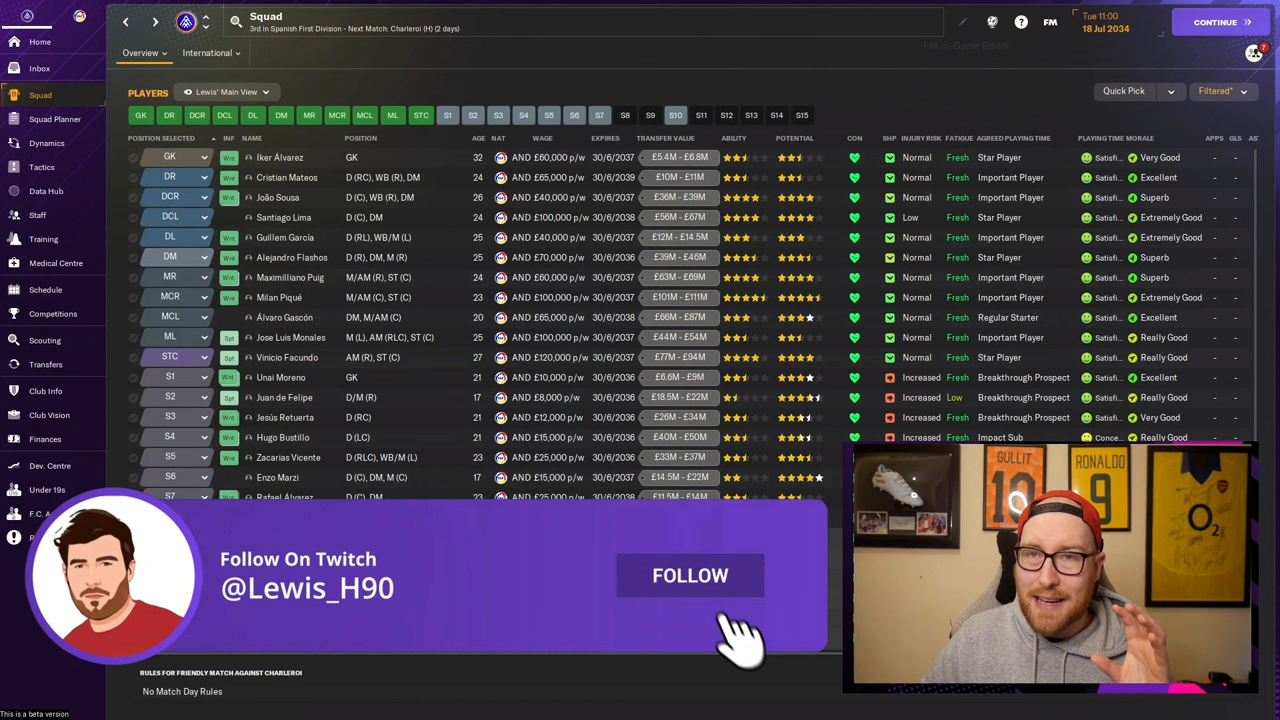 Squad
3rd in Spanish First Division - Next Match: Charleroi (H) (2 days)
FM In-Game Editor
FM
Tue 11:00
18 Jul 2034
CONTINUE
7
Home
Inbox
Squad
Squad Planner
Dynamics
Tactics
Data Hub
Staff
Training
Medical Centre
Schedule
Competitions
Scouting
Transfers
Club Info
Club Vision
Finances
Dev. Centre
Under 19s
F.C. A
This is a beta version
Overview International
PLAYERS Lewis' Main View Quick Pick Filtered*
GK DR DCR DCL DL DM MR MCR MCL ML STC S1 S2 S3 S4 S5 S6 S7 S8 S9 S10 S11 S12 S13 S14 S15
POSITION SELECTED INF NAME POSITION AGE NAT WAGE EXPIRES TRANSFER VALUE ABILITY POTENTIAL CON SHP INJURY RISK FATIGUE AGREED PLAYING TIME PLAYING TIME MORALE APPS GLS AS
GK Wnt Iker Álvarez GK 32 AND £60,000 p/w 30/6/2037 £5.4M - £6.8M Normal Fresh Star Player Satisfi... Very Good - -
DR Wnt Cristian Mateos D (RC), WB (R), DM 24 AND £65,000 p/w 30/6/2039 £10M - £11M Normal Fresh Important Player Satisfi... Excellent - -
DCR Wnt João Sousa D (C), WB (R), DM 26 AND £40,000 p/w 30/6/2037 £36M - £39M Normal Fresh Important Player Satisfi... Superb - -
DCL Santiago Lima D (C), DM 24 AND £100,000 p/w 30/6/2038 £56M - £67M Low Fresh Star Player Satisfi... Extremely Good - -
DL Wnt Guillem García D (RL), WB/M (L) 25 AND £40,000 p/w 30/6/2037 £12M - £14.5M Normal Fresh Important Player Satisfi... Extremely Good - -
DM Wnt Alejandro Flashos D (R), DM, M (R) 25 AND £70,000 p/w 30/6/2036 £39M - £46M Normal Fresh Star Player Satisfi... Superb - -
MR Wnt Maximilliano Puig M/AM (R), ST (C) 24 AND £60,000 p/w 30/6/2037 £63M - £69M Normal Fresh Important Player Satisfi... Superb - -
MCR Wnt Milan Piqué M/AM (C), ST (C) 23 AND £100,000 p/w 30/6/2037 £101M - £111M Normal Fresh Important Player Satisfi... Extremely Good - -
MCL Álvaro Gascón DM, M/AM (C) 20 AND £65,000 p/w 30/6/2038 £66M - £87M Normal Fresh Regular Starter Satisfi... Excellent - -
ML Spt Jose Luis Monales M (L), AM (RLC), ST (C) 25 AND £100,000 p/w 30/6/2037 £44M - £54M Normal Fresh Important Player Satisfi... Really Good - -
STC Spt Vinicio Facundo AM (R), ST (C) 27 AND £120,000 p/w 30/6/2036 £77M - £94M Normal Fresh Star Player Satisfi... Really Good - -
S1 Wnt Unai Moreno GK 21 AND £10,000 p/w 30/6/2036 £6.6M - £9M Increased Fresh Breakthrough Prospect Satisfi... Excellent - -
S2 Spt Juan de Felipe D/M (R) 17 AND £8,000 p/w 30/6/2036 £18.5M - £22M Increased Low Breakthrough Prospect Satisfi... Really Good - -
S3 Wnt Jesús Retuerta D (RC) 21 AND £12,000 p/w 30/6/2037 £26M - £34M Increased Fresh Breakthrough Prospect Satisfi... Very Good - -
S4 Wnt Hugo Bustillo D (LC) 21 AND £15,000 p/w 30/6/2037 £40M - £50M Increased Fresh Impact Sub Conce... Really Good - -
S5 Wnt Zacarias Vicente D (RLC), WB/M (L) 23 AND £25,000 p/w 30/6/2037 £33M - £37M
S6 Enzo Marzi D (C), DM, M (C) 17 AND £15,000 p/w 30/6/2037 £14.5M - £22M
S7 Wnt Rafael Álvarez D (C), DM 23 AND £25,000 p/w 30/6/2038 £11.5M - £14M
Follow On Twitch
@Lewis_H90
FOLLOW
GULLIT
10
RONALDO
9
O2
RULES FOR FRIENDLY MATCH AGAINST CHARLEROI
No Match Day Rules